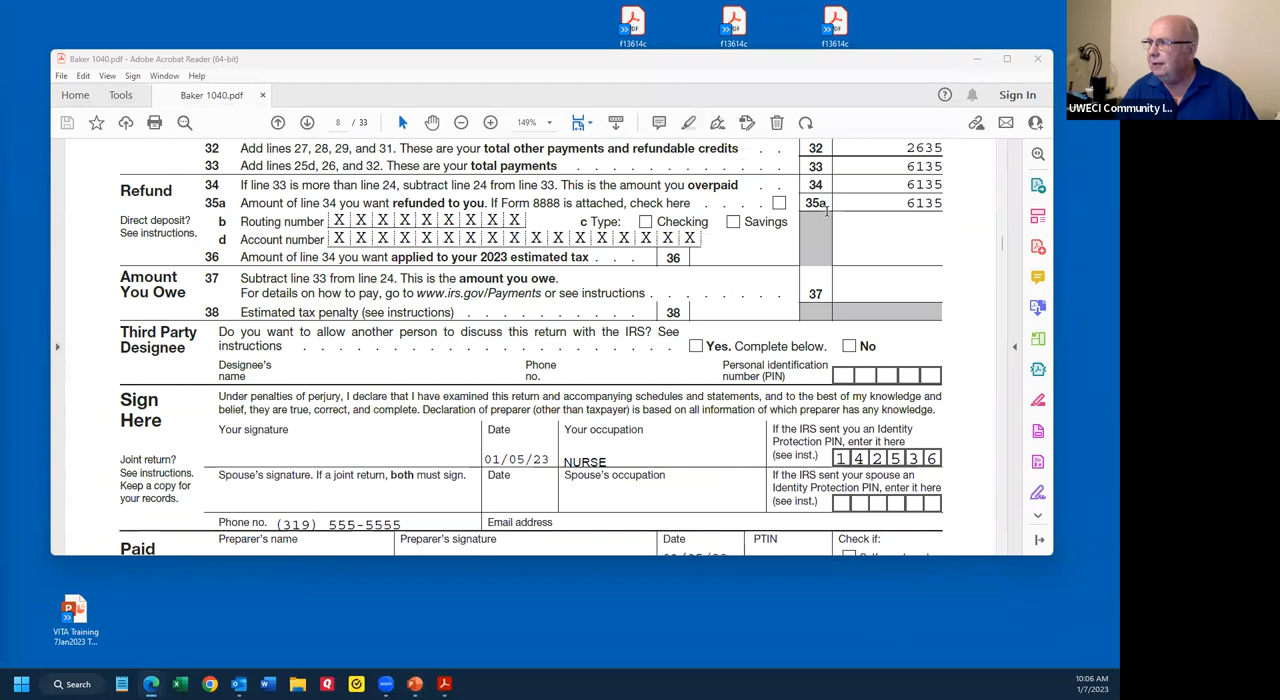 f13614c
f13614c
f13614c
UWECI Community I...
Baker 1040.pdf - Adobe Acrobat Reader (64-bit)
File Edit View Sign Window Help
Home Tools Baker 1040.pdf × Sign In
8 / 33 149%
32 Add lines 27, 28, 29, and 31. These are your total other payments and refundable credits . . 32 2635
33 Add lines 25d, 26, and 32. These are your total payments . . . . . . . . . . 33 6135
Refund 34 If line 33 is more than line 24, subtract line 24 from line 33. This is the amount you overpaid . . 34 6135
35a Amount of line 34 you want refunded to you. If Form 8888 is attached, check here . . . . 35a 6135
Direct deposit? b Routing number X X X X X X X X X c Type: Checking Savings
See instructions. d Account number X X X X X X X X X X X X X X X X X
36 Amount of line 34 you want applied to your 2023 estimated tax . . . 36
Amount 37 Subtract line 33 from line 24. This is the amount you owe.
You Owe For details on how to pay, go to www.irs.gov/Payments or see instructions . . . . . . . . 37
38 Estimated tax penalty (see instructions) . . . . . . . . . . 38
Third Party Do you want to allow another person to discuss this return with the IRS? See
Designee instructions . . . . . . . . . . . . . . . . . . Yes. Complete below. No
Designee's Phone Personal identification
name no. number (PIN)
Sign Under penalties of perjury, I declare that I have examined this return and accompanying schedules and statements, and to the best of my knowledge and
Here belief, they are true, correct, and complete. Declaration of preparer (other than taxpayer) is based on all information of which preparer has any knowledge.
Your signature Date Your occupation If the IRS sent you an Identity
Protection PIN, enter it here
Joint return? 01/05/23 NURSE (see inst.) 1 4 2 5 3 6
See instructions. Spouse's signature. If a joint return, both must sign. Date Spouse's occupation If the IRS sent your spouse an
Keep a copy for Identity Protection PIN, enter it here
your records. (see inst.)
Phone no. (319) 555-5555 Email address
Paid Preparer's name Preparer's signature Date PTIN Check if:
VITA Training
7Jan2023 T...
Search
10:06 AM
1/7/2023